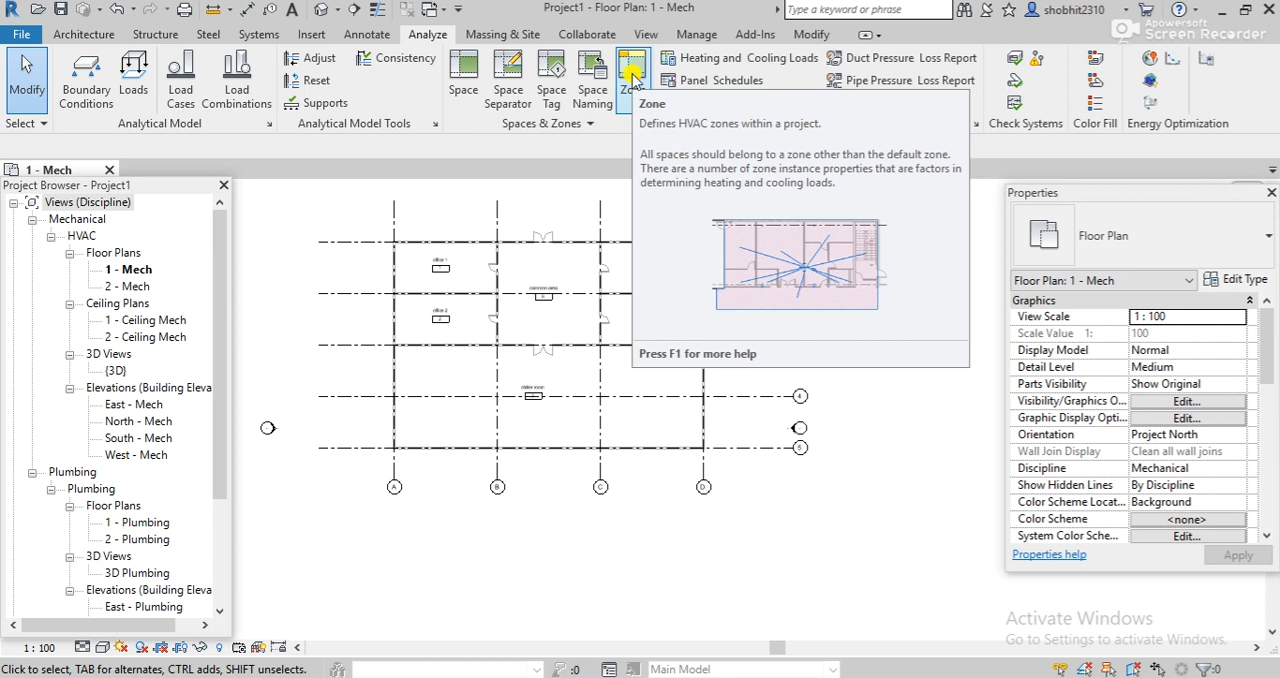 Project1 - Floor Plan: 1 - Mech
Type a keyword or phrase
shobhit2310
Apowersoft
Screen Recorder
File Architecture Structure Steel Systems Insert Annotate Analyze Massing & Site Collaborate View Manage Add-Ins Modify
Modify
Boundary
Conditions
Loads
Load
Cases
Load
Combinations
Adjust
Reset
Supports
Consistency
Space
Space
Separator
Space
Tag
Space
Naming
Heating and Cooling Loads
Panel Schedules
Duct Pressure Loss Report
Pipe Pressure Loss Report
Select
Analytical Model
Analytical Model Tools
Spaces & Zones
Check Systems
Color Fill
Energy Optimization
Zone
Defines HVAC zones within a project.
All spaces should belong to a zone other than the default zone.
There are a number of zone instance properties that are factors in
determining heating and cooling loads.
Press F1 for more help
1 - Mech
Project Browser - Project1
Views (Discipline)
Mechanical
HVAC
Floor Plans
1 - Mech
2 - Mech
Ceiling Plans
1 - Ceiling Mech
2 - Ceiling Mech
3D Views
{3D}
Elevations (Building Eleva
East - Mech
North - Mech
South - Mech
West - Mech
Plumbing
Plumbing
Floor Plans
1 - Plumbing
2 - Plumbing
3D Views
3D Plumbing
Elevations (Building Eleva
East - Plumbing
office 1
common area
office 2
4
5
A
B
C
D
Properties
Floor Plan
Floor Plan: 1 - Mech
Edit Type
Graphics
View Scale 1 : 100
Scale Value 1: 100
Display Model Normal
Detail Level Medium
Parts Visibility Show Original
Visibility/Graphics O... Edit...
Graphic Display Opti... Edit...
Orientation Project North
Wall Join Display Clean all wall joins
Discipline Mechanical
Show Hidden Lines By Discipline
Color Scheme Locat... Background
Color Scheme <none>
System Color Sche... Edit...
Properties help
Apply
Activate Windows
Go to Settings to activate Windows.
1 : 100
Click to select, TAB for alternates, CTRL adds, SHIFT unselects.
:0
Main Model
:0